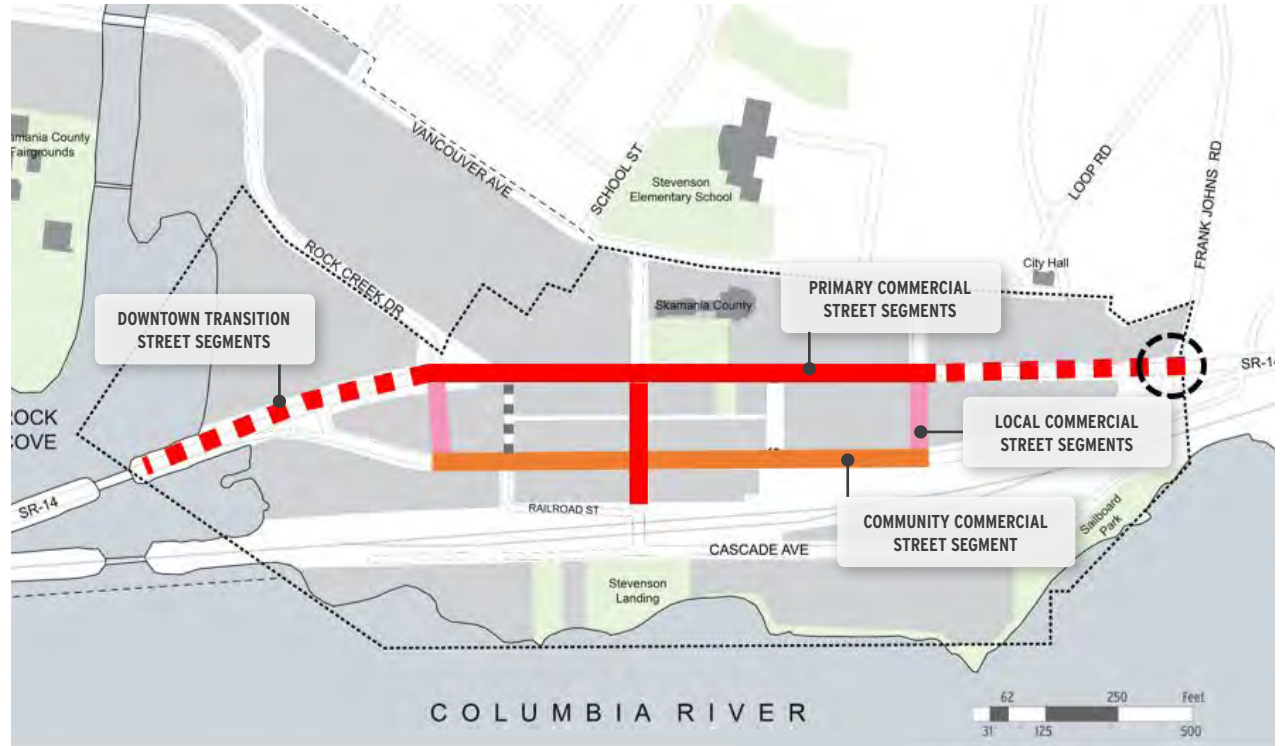 Skamania County
Fairgrounds
VANCOUVER AVE
SCHOOL ST
Stevenson
Elementary School
LOOP RD
FRANK JOHNS RD
City Hall
ROCK CREEK DR
Skamania County
PRIMARY COMMERCIAL
STREET SEGMENTS
DOWNTOWN TRANSITION
STREET SEGMENTS
SR-14
ROCK
COVE
LOCAL COMMERCIAL
STREET SEGMENTS
SR-14
RAILROAD ST
COMMUNITY COMMERCIAL
STREET SEGMENT
Sailboard
Park
CASCADE AVE
Stevenson
Landing
COLUMBIA RIVER
62 250 Feet
31 125 500